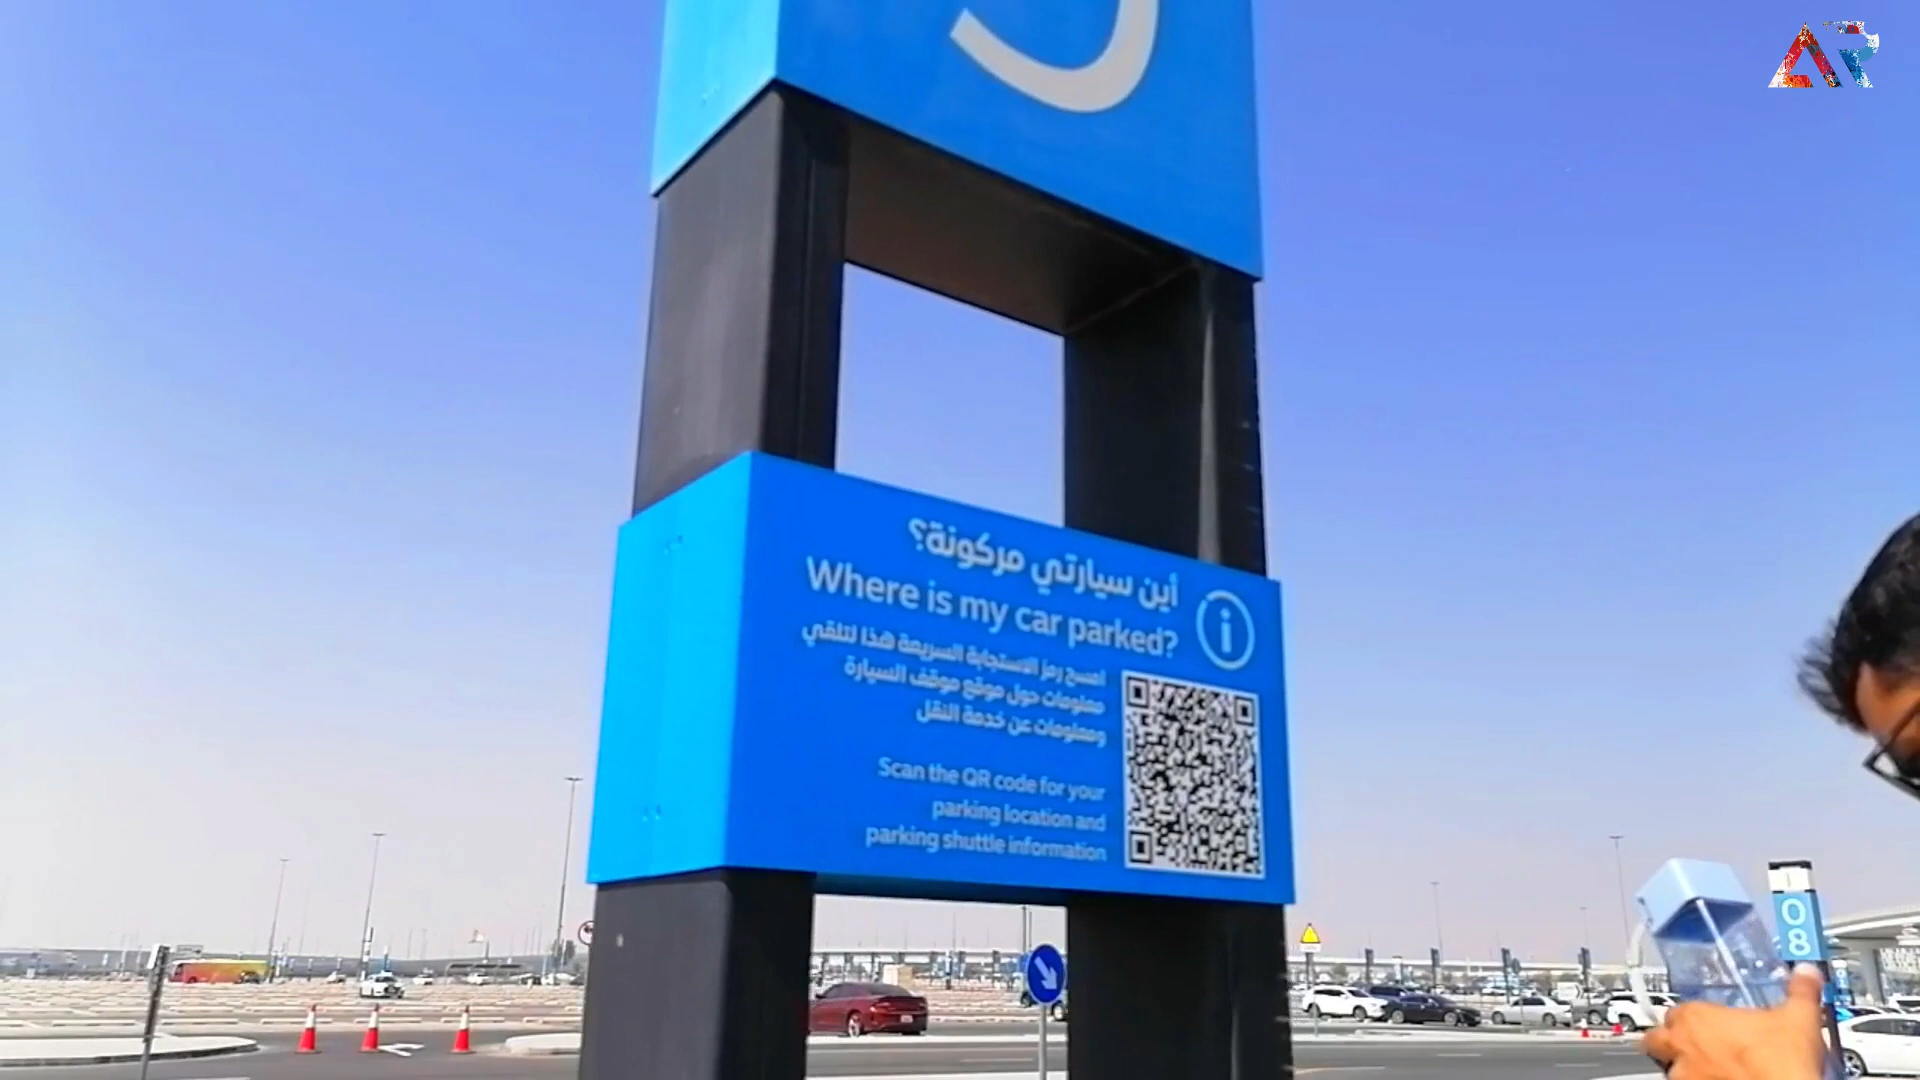 أين سيارتي مركونة؟
Where is my car parked?
امسح رمز الاستجابة السريعة هذا لتلقي
معلومات حول موقع موقف السيارة
ومعلومات عن خدمة النقل
Scan the QR code for your
parking location and
parking shuttle information
08
AR